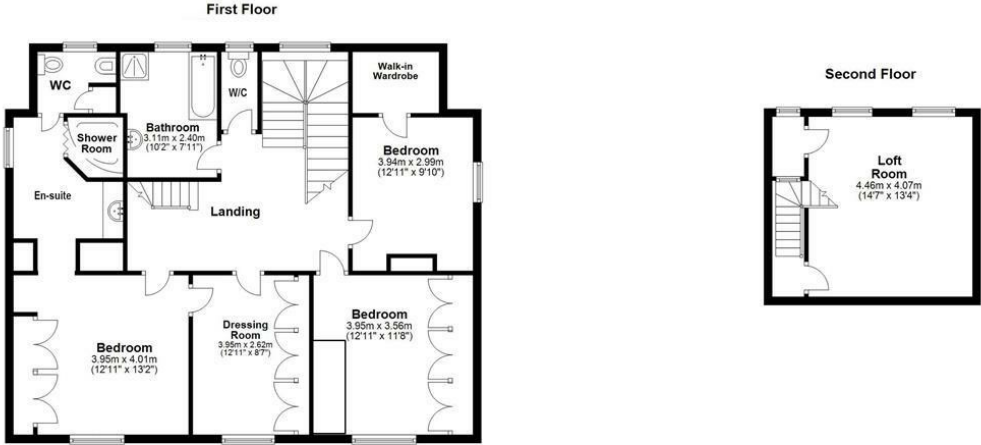 First Floor
WC
Shower
Room
En-suite
Bathroom
3.11m x 2.40m
(10'2" x 7'11")
W/C
Walk-in
Wardrobe
Bedroom
3.94m x 2.99m
(12'11" x 9'10")
Landing
Bedroom
3.95m x 4.01m
(12'11" x 13'2")
Dressing
Room
3.95m x 2.62m
(12'11" x 8'7")
Bedroom
3.95m x 3.56m
(12'11" x 11'8")
Second Floor
Loft
Room
4.46m x 4.07m
(14'7" x 13'4")